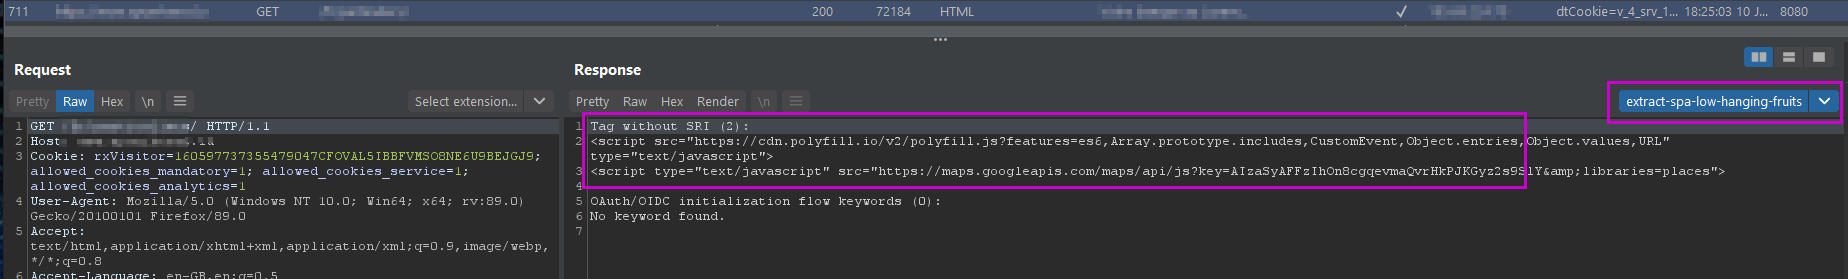 711 GET 200 72184 HTML ✓ dtCookie=v_4_srv_1... 18:25:03 10 J... 8080
Request
Response
Pretty Raw Hex \n
Select extension...
Pretty Raw Hex Render \n
extract-spa-low-hanging-fruits
1 GET / HTTP/1.1
2 Host:
3 Cookie: rxVisitor=160597737355479047CFOVAL5IBBFVMSO8NE6U9BEJGJ9;
allowed_cookies_mandatory=1; allowed_cookies_service=1;
allowed_cookies_analytics=1
4 User-Agent: Mozilla/5.0 (Windows NT 10.0; Win64; x64; rv:89.0)
Gecko/20100101 Firefox/89.0
5 Accept:
text/html,application/xhtml+xml,application/xml;q=0.9,image/webp,
*/*;q=0.8
6 Accept-Language: en-GB,en;q=0.5
1 Tag without SRI (2):
2 <script src="https://cdn.polyfill.io/v2/polyfill.js?features=es6,Array.prototype.includes,CustomEvent,Object.entries,Object.values,URL"
type="text/javascript">
3 <script type="text/javascript" src="https://maps.googleapis.com/maps/api/js?key=AIzaSyAFFzIhOn8cgqevmaQvrHkPJKGyz2s9SlY&amp;libraries=places">
4
5 OAuth/OIDC initialization flow keywords (0):
6 No keyword found.
7